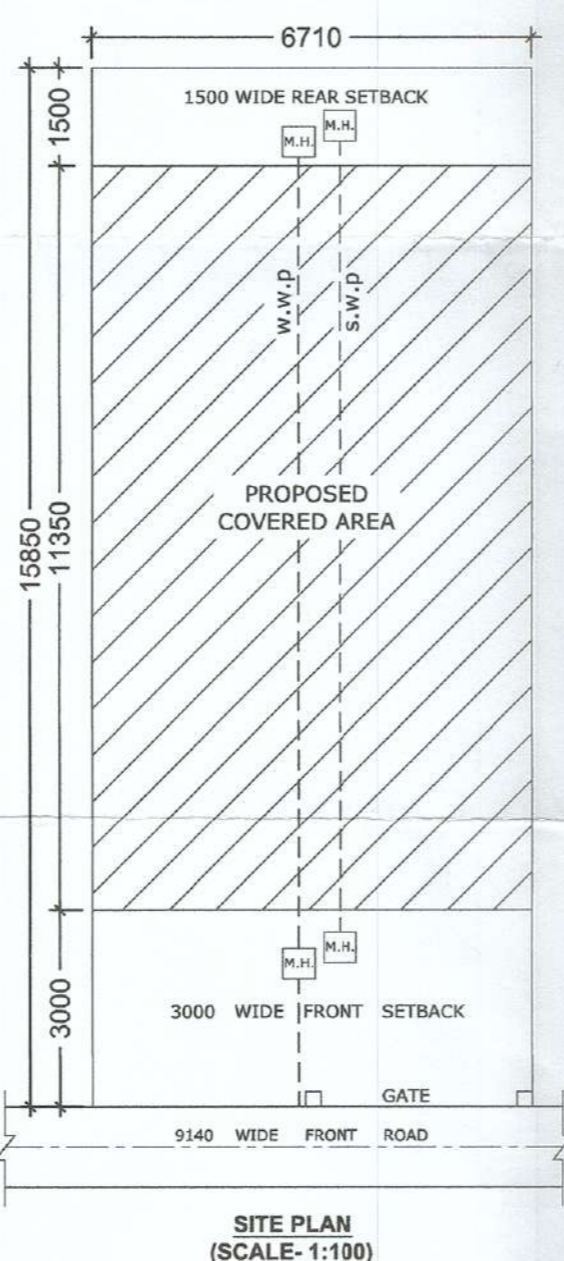 6710
1500 WIDE REAR SETBACK
1500
M.H.
M.H.
w.w.p
s.w.p
PROPOSED
COVERED AREA
15850
11350
M.H.
M.H.
3000
3000 WIDE FRONT SETBACK
GATE
9140 WIDE FRONT ROAD
SITE PLAN
(SCALE- 1:100)